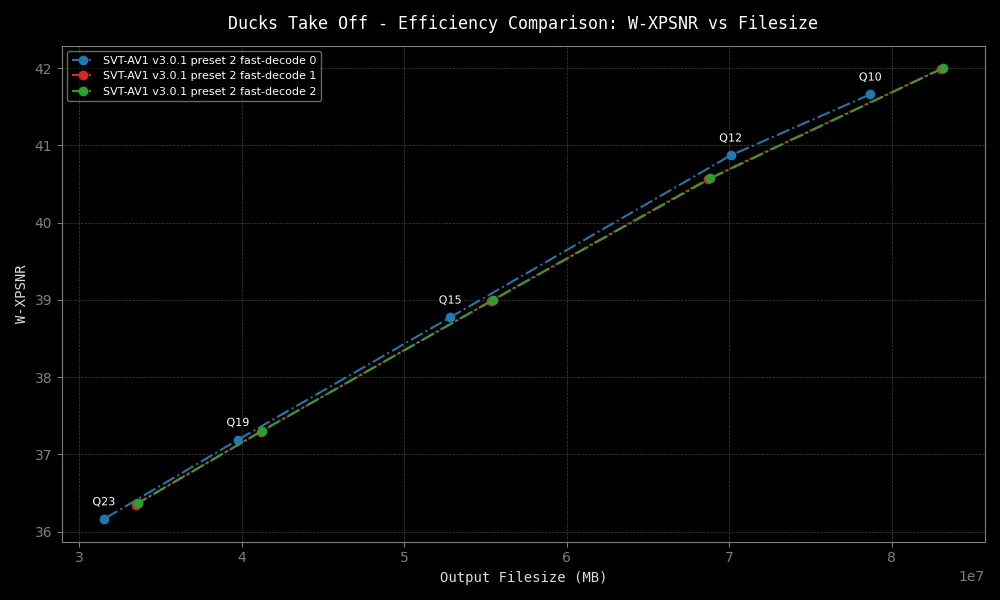 Ducks Take Off - Efficiency Comparison: W-XPSNR vs Filesize
SVT-AV1 v3.0.1 preset 2 fast-decode 0
SVT-AV1 v3.0.1 preset 2 fast-decode 1
SVT-AV1 v3.0.1 preset 2 fast-decode 2
42
41
40
39
38
37
36
W-XPSNR
Q10
Q12
Q15
Q19
Q23
3 4 5 6 7 8
1e7
Output Filesize (MB)